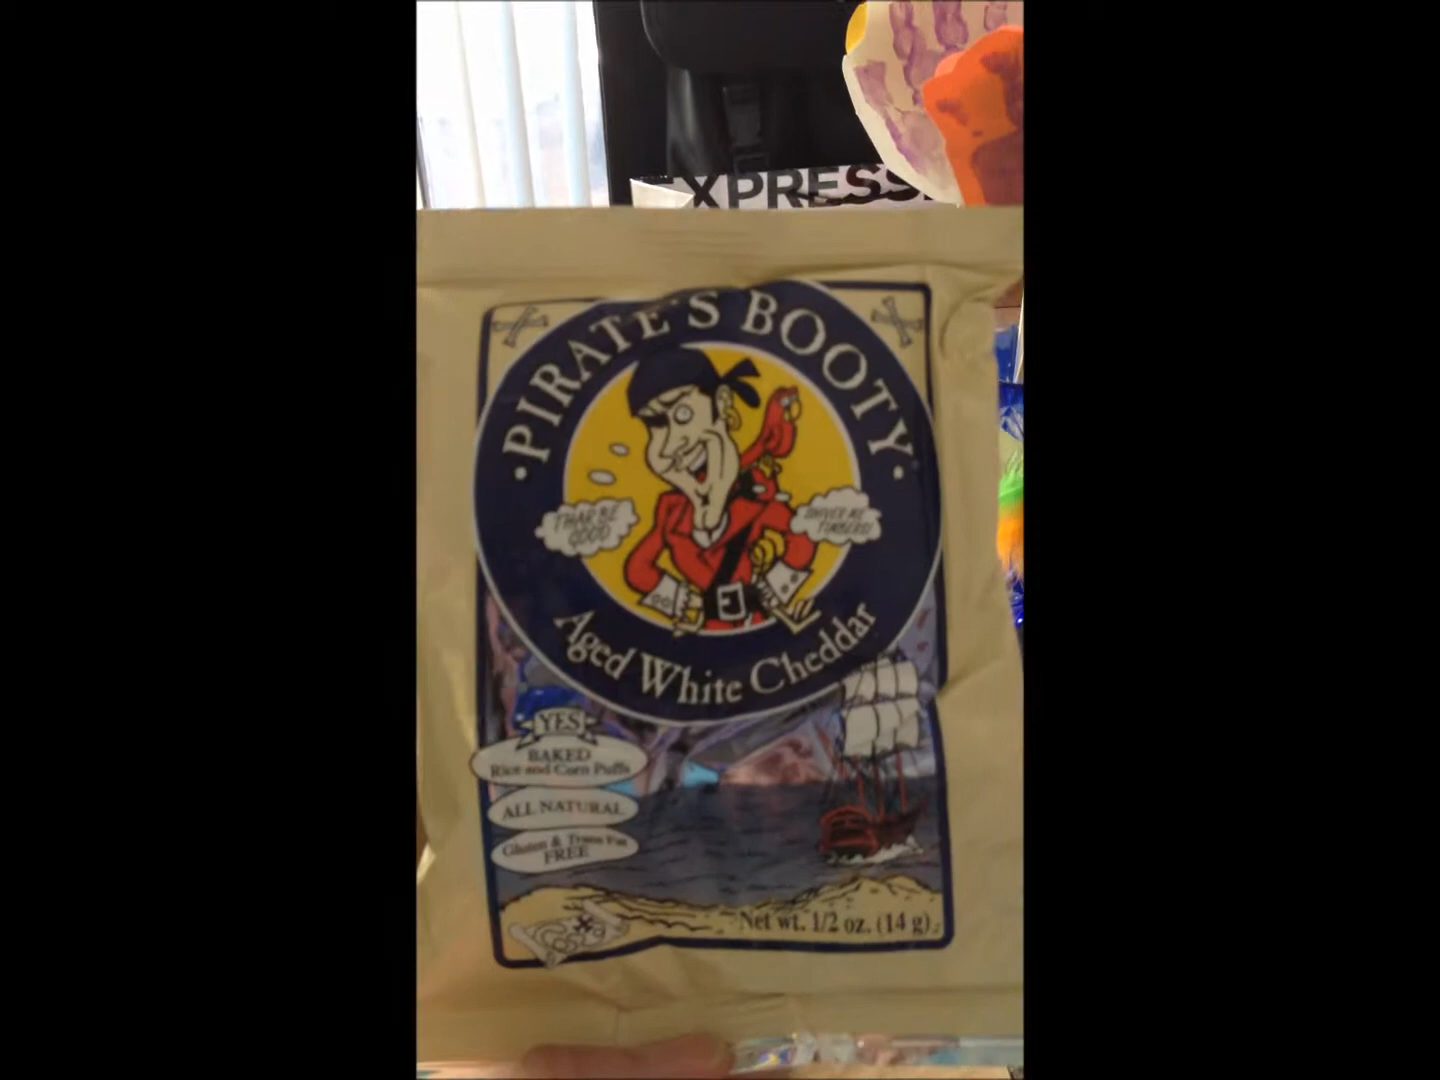 EXPRESS
PIRATE'S BOOTY
THAR BE
GOOD
SHIVER ME
TIMBERS!
Aged White Cheddar
YES
BAKED
Rice and Corn Puffs
ALL NATURAL
Gluten & Trans Fat
FREE
Net wt. 1/2 oz. (14 g)